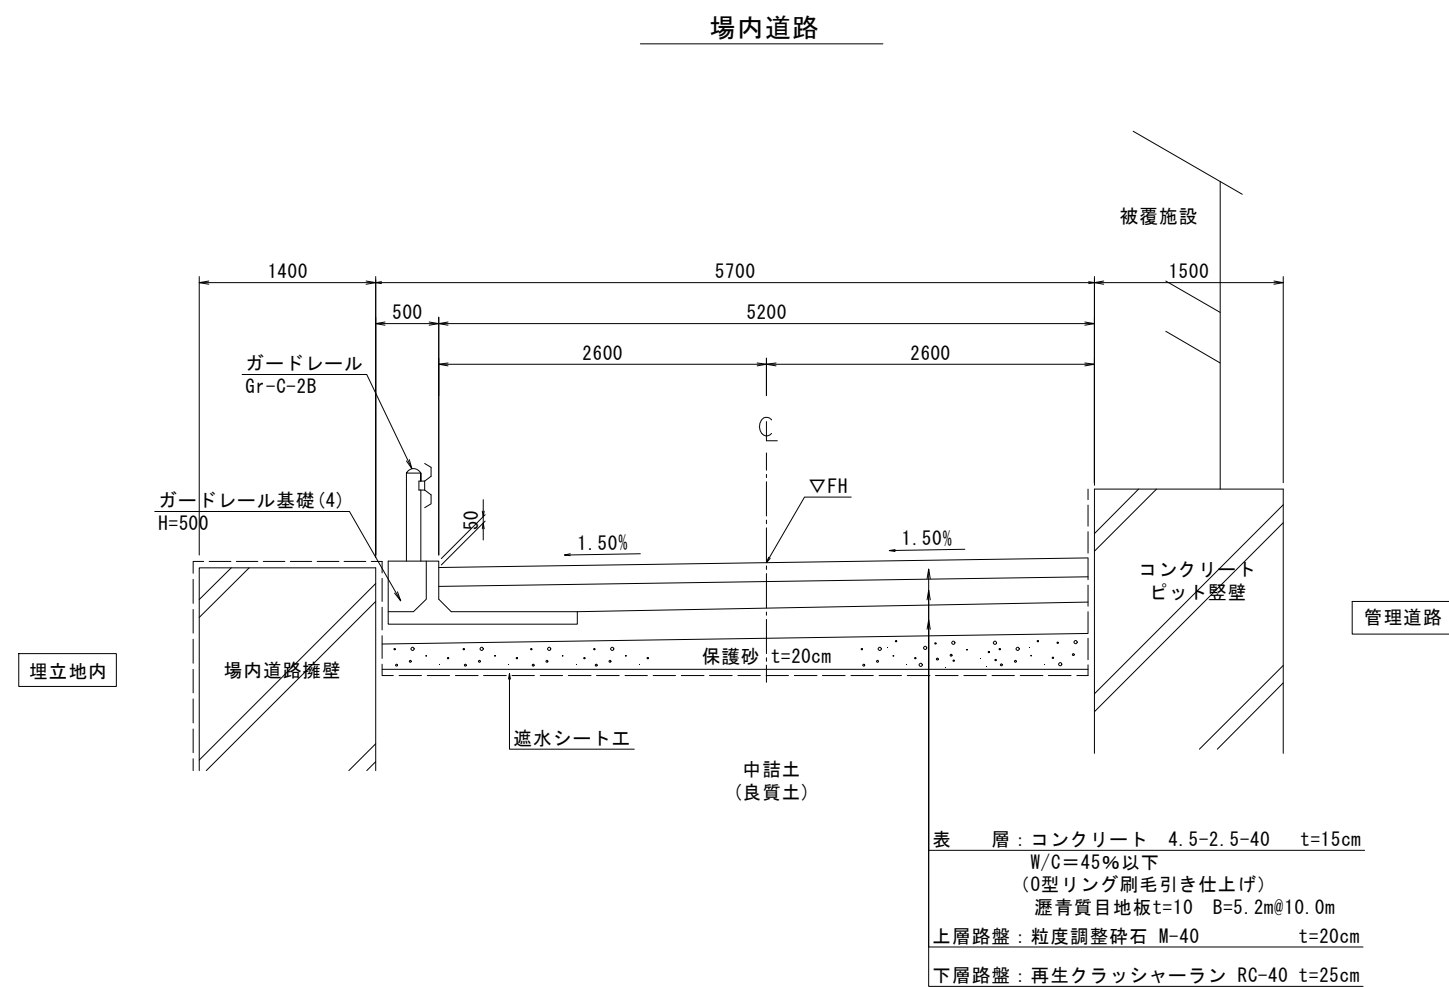 場内道路
被覆施設
1400
5700
1500
500
5200
2600
2600
ガードレール
Gr-C-2B
℄
▽FH
ガードレール基礎(4)
H=500
50
1.50%
1.50%
コンクリート
ピット竪壁
管理道路
埋立地内
場内道路擁壁
保護砂 t=20cm
遮水シート工
中詰土
(良質土)
表　　層：コンクリート 4.5-2.5-40 t=15cm
W/C＝45%以下
(O型リング刷毛引き仕上げ)
瀝青質目地板t=10 B=5.2m@10.0m
上層路盤：粒度調整砕石 M-40 t=20cm
下層路盤：再生クラッシャーラン RC-40 t=25cm